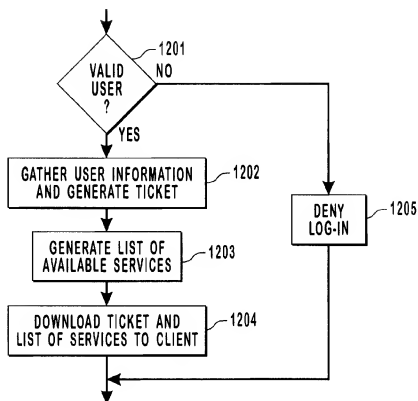 1201
VALID
USER
?
NO
YES
GATHER USER INFORMATION
AND GENERATE TICKET
1202
GENERATE LIST OF
AVAILABLE SERVICES
1203
DENY
LOG-IN
1205
DOWNLOAD TICKET AND
LIST OF SERVICES TO CLIENT
1204